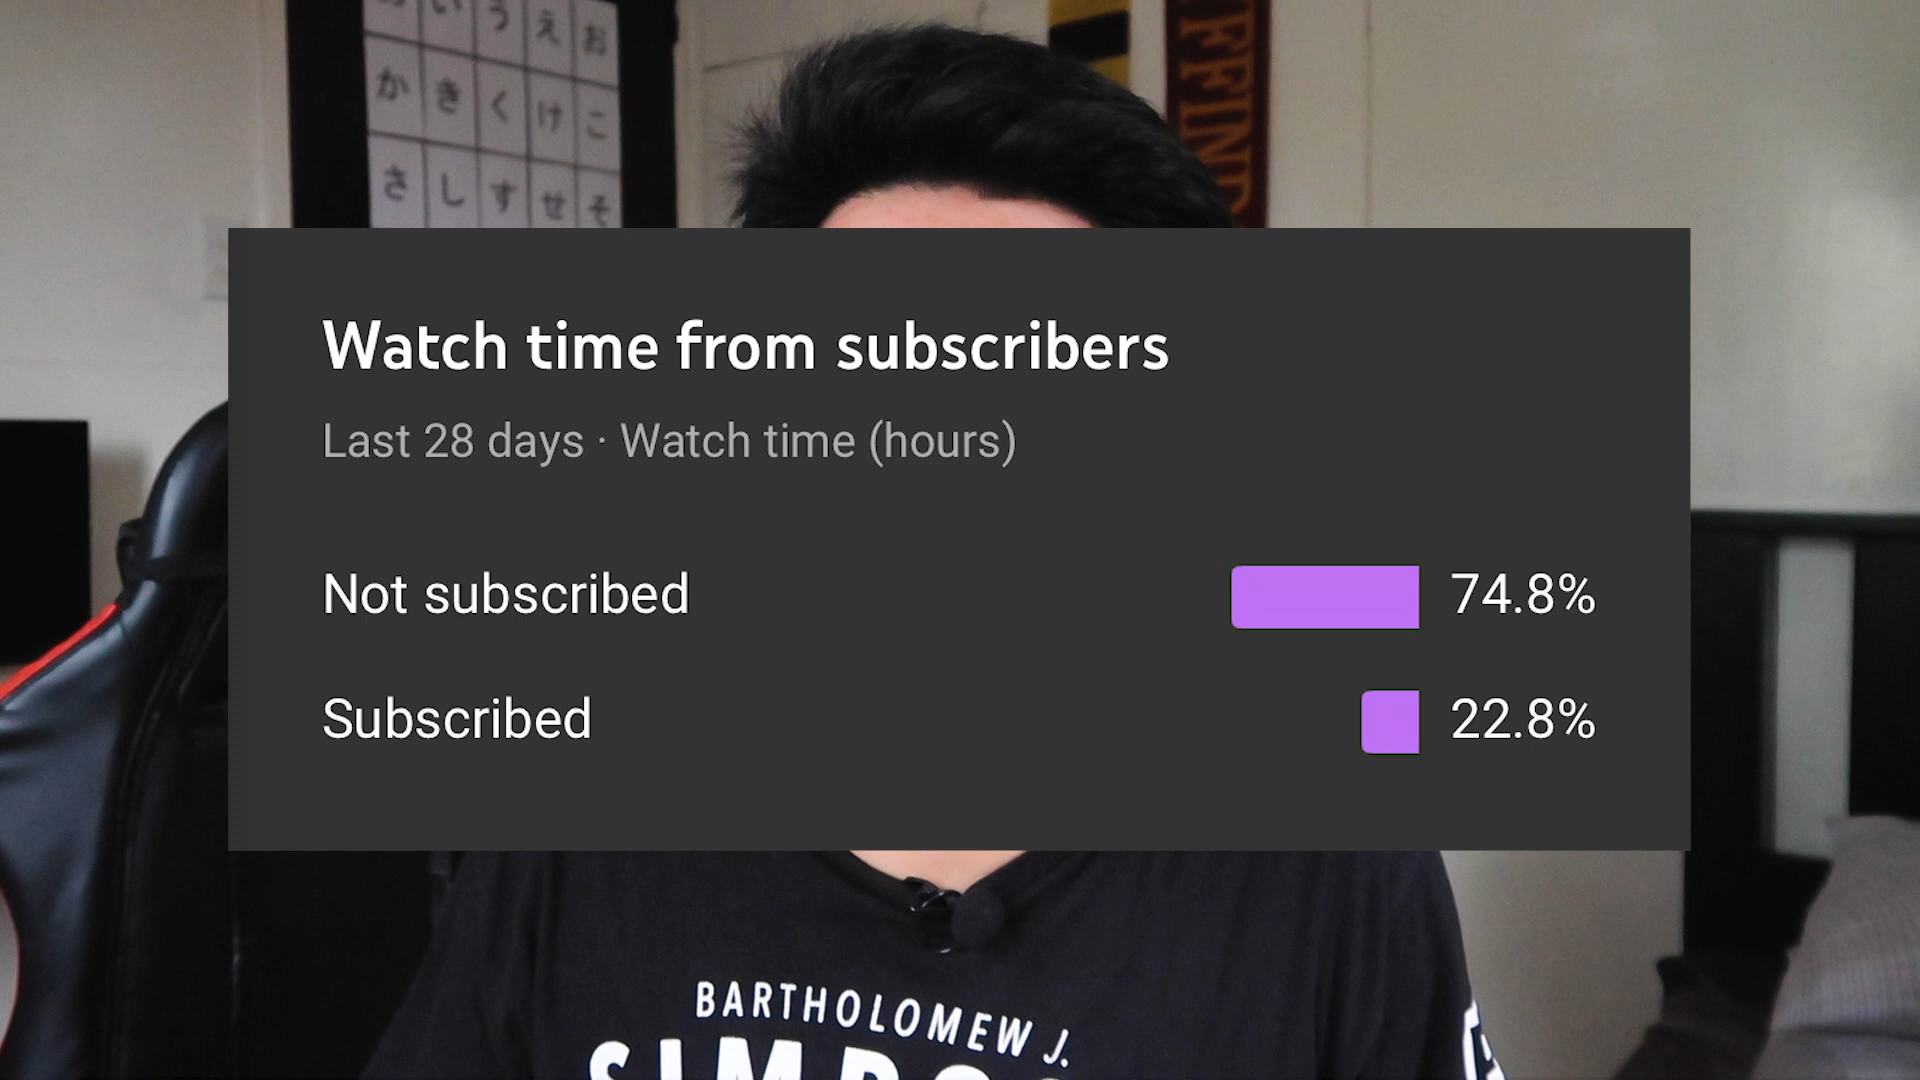 い う え お
か き く け こ
さ し す せ そ
FFIND
Watch time from subscribers
Last 28 days · Watch time (hours)
Not subscribed 74.8%
Subscribed 22.8%
BARTHOLOMEW J.